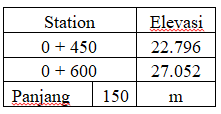 Station Elevasi
0 + 450 22.796
0 + 600 27.052
Panjang 150 m